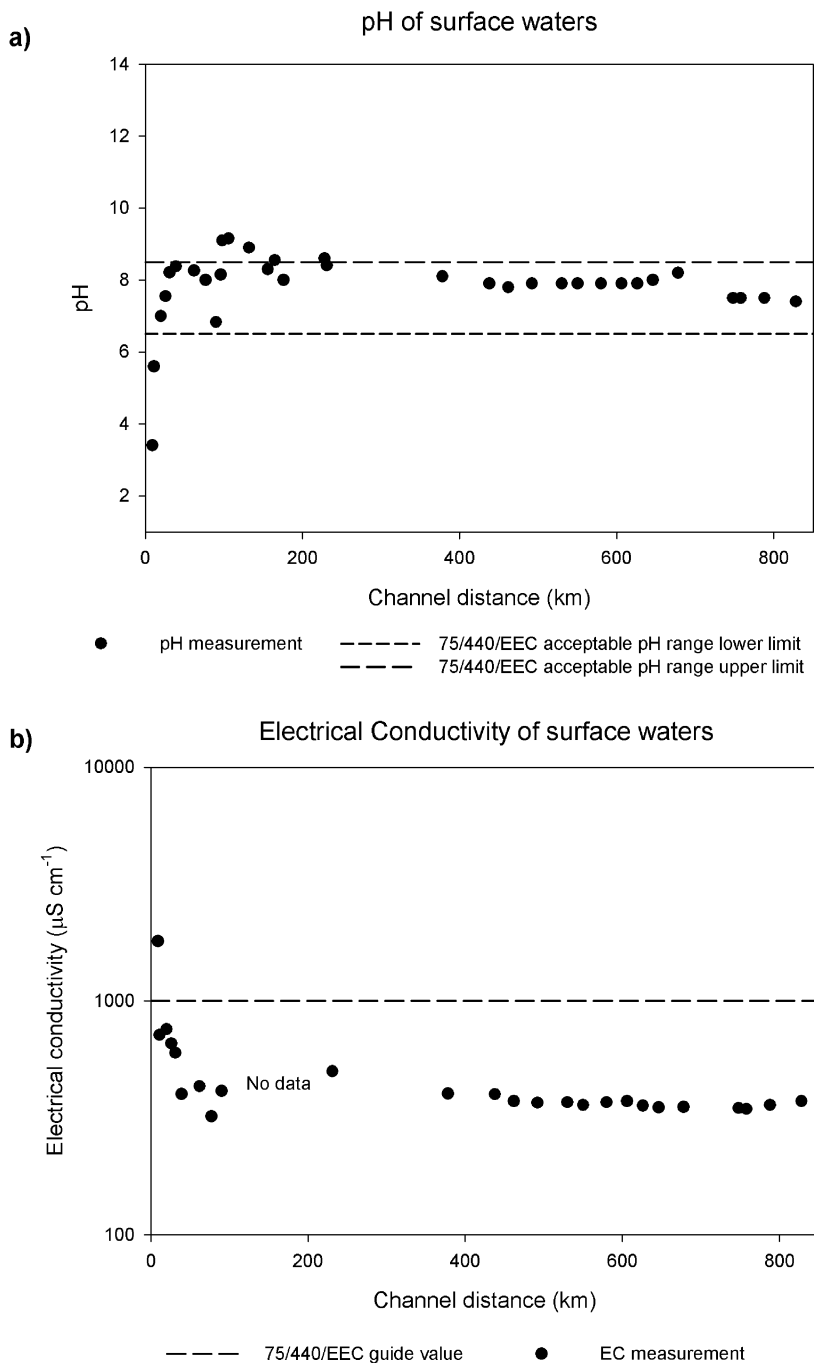 a)
pH of surface waters
14
12
10
8
6
4
2
pH
0 200 400 600 800
Channel distance (km)
pH measurement
75/440/EEC acceptable pH range lower limit
75/440/EEC acceptable pH range upper limit
b)
Electrical Conductivity of surface waters
10000
1000
100
Electrical conductivity (µS cm⁻¹)
No data
0 200 400 600 800
Channel distance (km)
75/440/EEC guide value
EC measurement